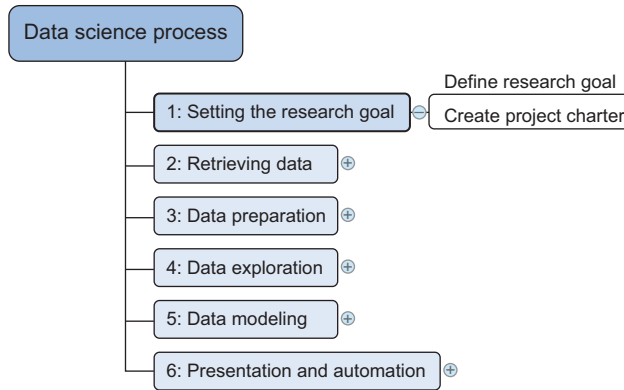 Data science process
1: Setting the research goal
Define research goal
Create project charter
2: Retrieving data
3: Data preparation
4: Data exploration
5: Data modeling
6: Presentation and automation